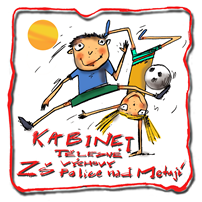 KABINET
TĚLESNÉ
VÝCHOVY
ZŠ Police nad Metují